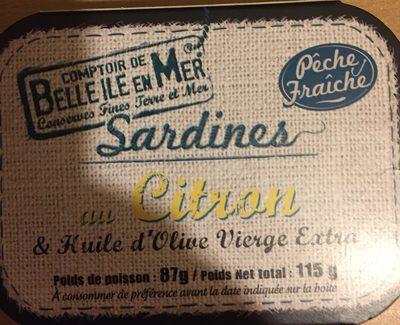 COMPTOIR DE
BELLE ILE EN MER
Conserves Fines Terre et Mer
Pêche
Fraîche
Sardines
au Citron
& Huile d'Olive Vierge Extra
Poids de poisson : 87g / Poids Net total : 115 g
A consommer de préférence avant la date indiquée sur la boite